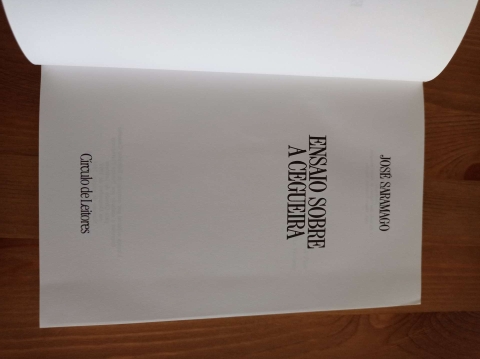 JOSÉ SARAMAGO
ENSAIO SOBRE
A CEGUEIRA
Círculo de Leitores